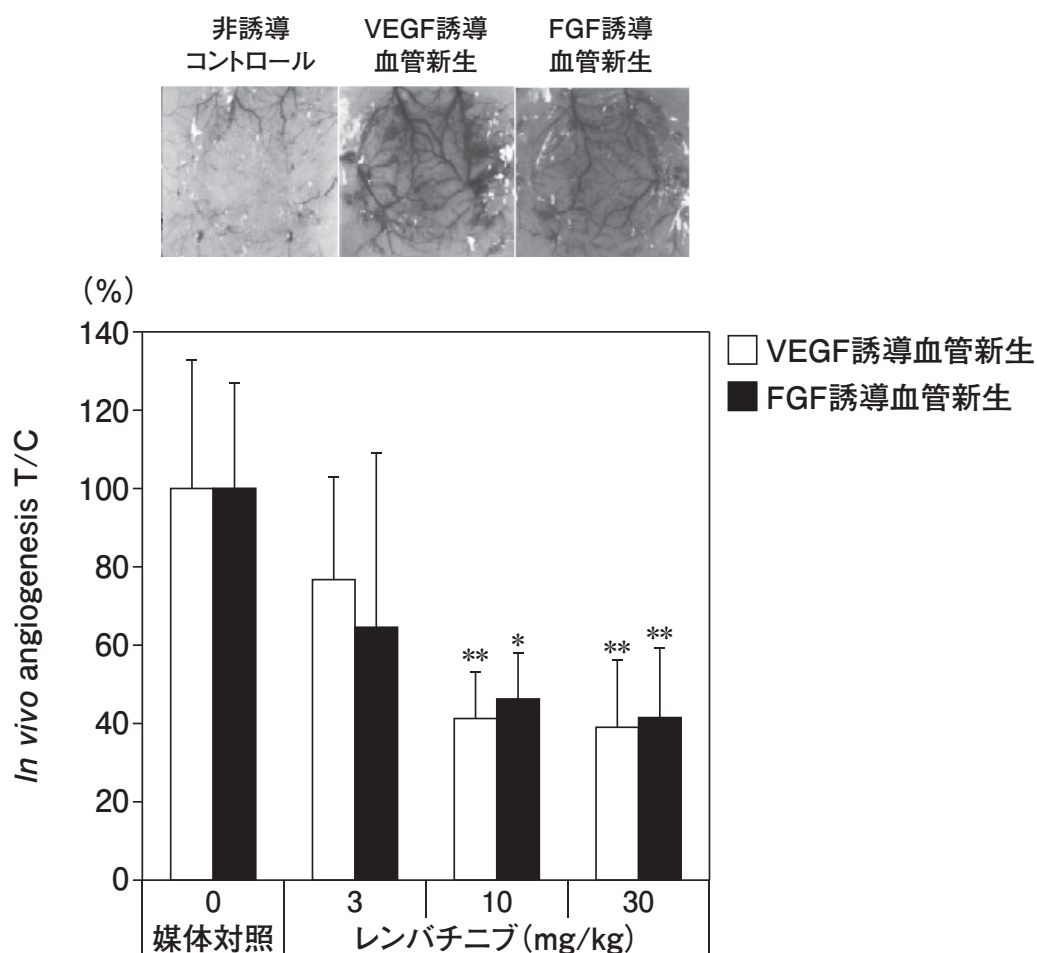 非誘導
コントロール
VEGF誘導
血管新生
FGF誘導
血管新生
(%)
140
120
100
80
60
40
20
0
In vivo angiogenesis T/C
VEGF誘導血管新生
FGF誘導血管新生
** * ** **
0 3 10 30
媒体対照 レンバチニブ(mg/kg)